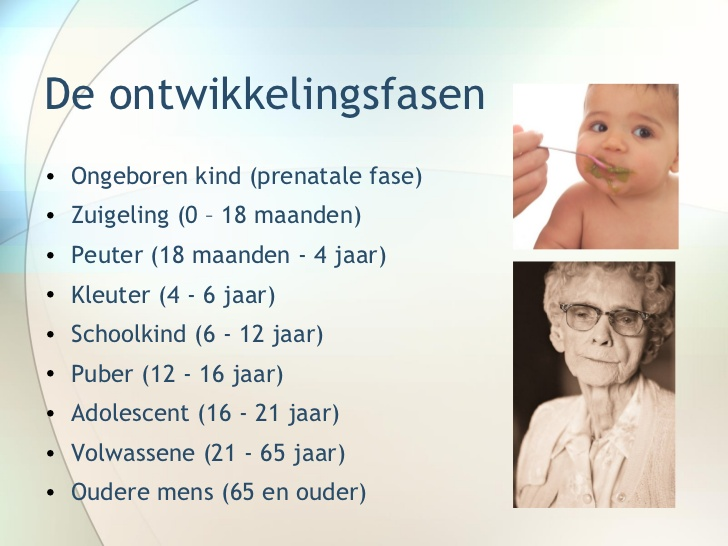 De ontwikkelingsfasen
• Ongeboren kind (prenatale fase)
• Zuigeling (0 – 18 maanden)
• Peuter (18 maanden - 4 jaar)
• Kleuter (4 - 6 jaar)
• Schoolkind (6 - 12 jaar)
• Puber (12 - 16 jaar)
• Adolescent (16 - 21 jaar)
• Volwassene (21 - 65 jaar)
• Oudere mens (65 en ouder)